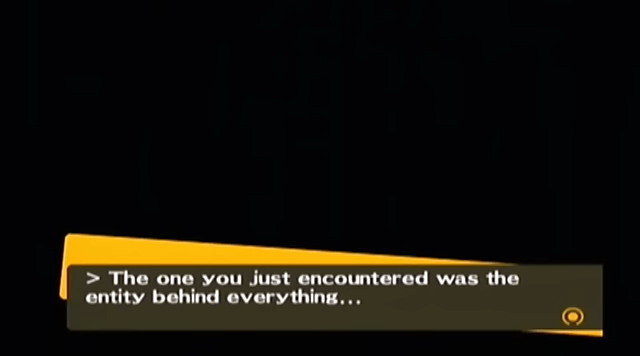 > The one you just encountered was the
entity behind everything...